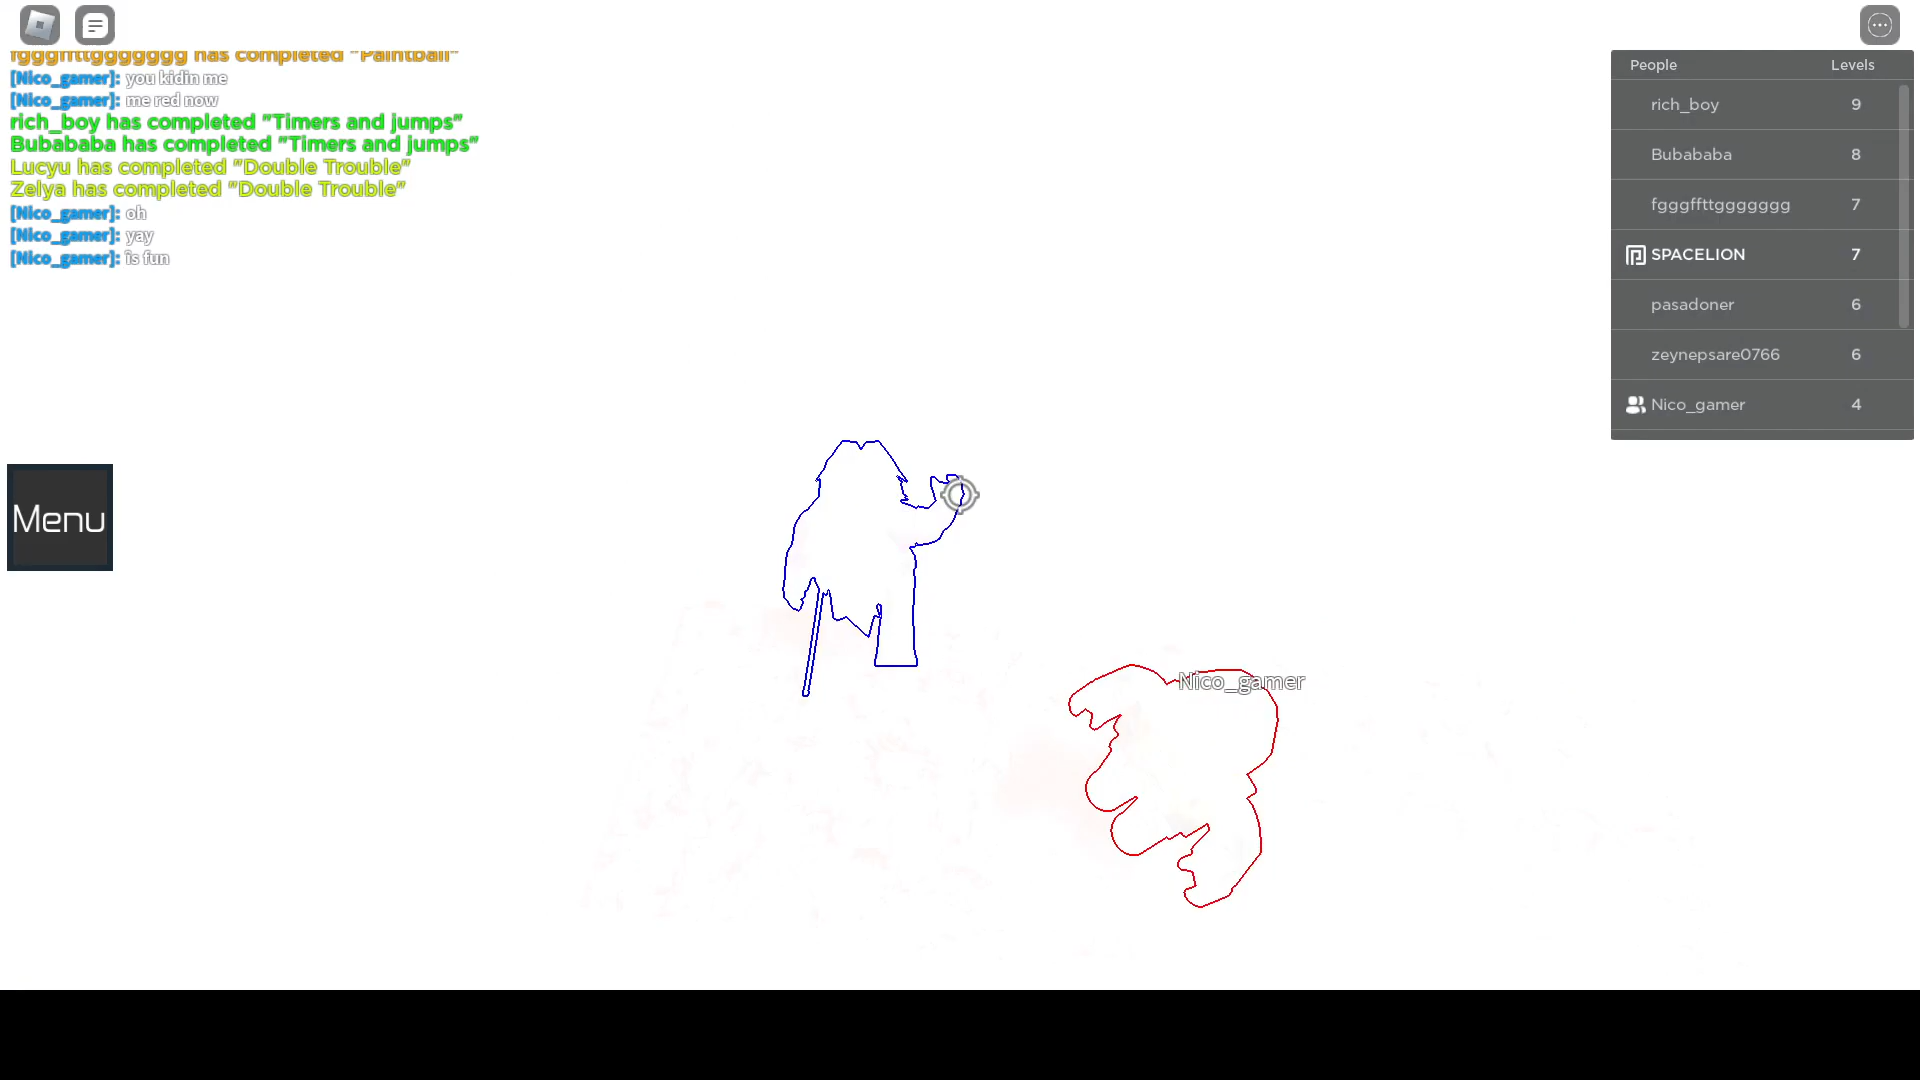 fgggffttggggggg has completed "Paintball"
[Nico_gamer]: you kidin me
[Nico_gamer]: me red now
rich_boy has completed "Timers and jumps"
Bubababa has completed "Timers and jumps"
Lucyu has completed "Double Trouble"
Zelya has completed "Double Trouble"
[Nico_gamer]: oh
[Nico_gamer]: yay
[Nico_gamer]: is fun
People Levels
rich_boy 9
Bubababa 8
fgggffttggggggg 7
SPACELION 7
pasadoner 6
zeynepsare0766 6
Nico_gamer 4
Menu
Nico_gamer